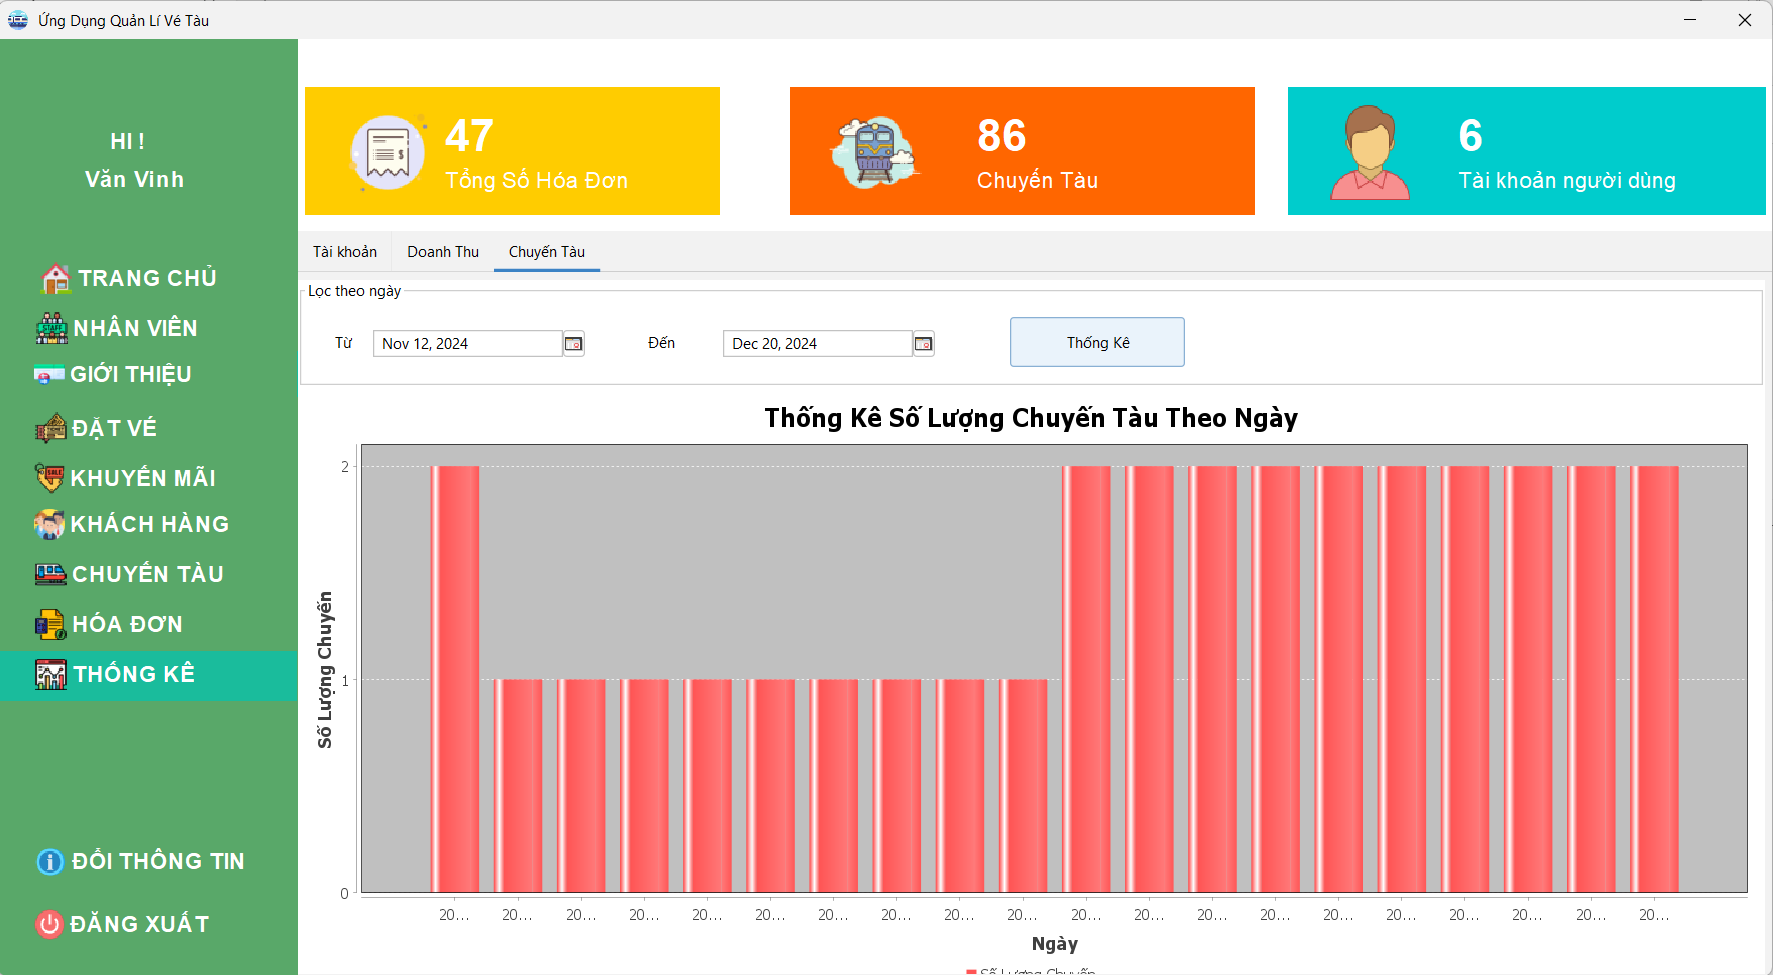 Ứng Dụng Quản Lí Vé Tàu
HI !
Văn Vinh
TRANG CHỦ
NHÂN VIÊN
GIỚI THIỆU
ĐẶT VÉ
KHUYẾN MÃI
KHÁCH HÀNG
CHUYẾN TÀU
HÓA ĐƠN
THỐNG KÊ
ĐỔI THÔNG TIN
ĐĂNG XUẤT
47
Tổng Số Hóa Đơn
86
Chuyến Tàu
6
Tài khoản người dùng
Tài khoản Doanh Thu Chuyến Tàu
Lọc theo ngày
Từ Nov 12, 2024 Đến Dec 20, 2024 Thống Kê
Thống Kê Số Lượng Chuyến Tàu Theo Ngày
Số Lượng Chuyến
2
1
0
20... 20... 20... 20... 20... 20... 20... 20... 20... 20... 20... 20... 20... 20... 20... 20... 20... 20... 20... 20...
Ngày
Số Lượng Chuyến